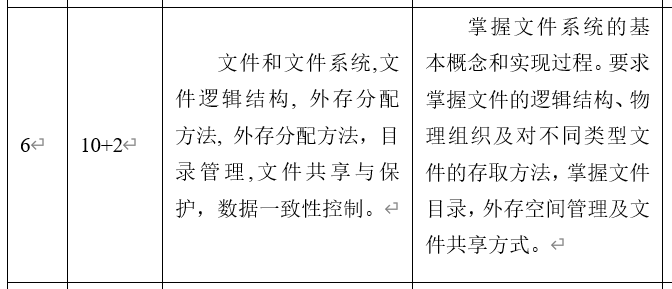 6
10+2
文件和文件系统,文
件逻辑结构, 外存分配
方法, 外存分配方法，目
录管理,文件共享与保
护，数据一致性控制。
掌握文件系统的基
本概念和实现过程。要求
掌握文件的逻辑结构、物
理组织及对不同类型文
件的存取方法，掌握文件
目录，外存空间管理及文
件共享方式。